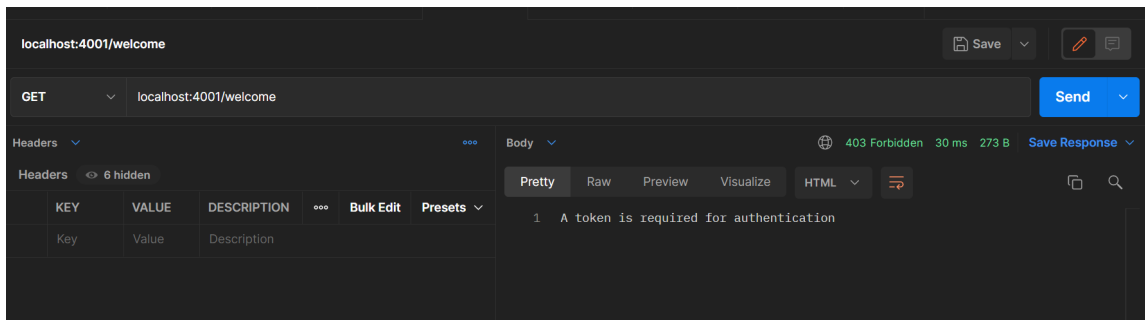 localhost:4001/welcome
Save
GET
localhost:4001/welcome
Send
Headers
Body
403 Forbidden 30 ms 273 B Save Response
Headers 6 hidden
Pretty Raw Preview Visualize HTML
KEY VALUE DESCRIPTION Bulk Edit Presets
1 A token is required for authentication
Key Value Description